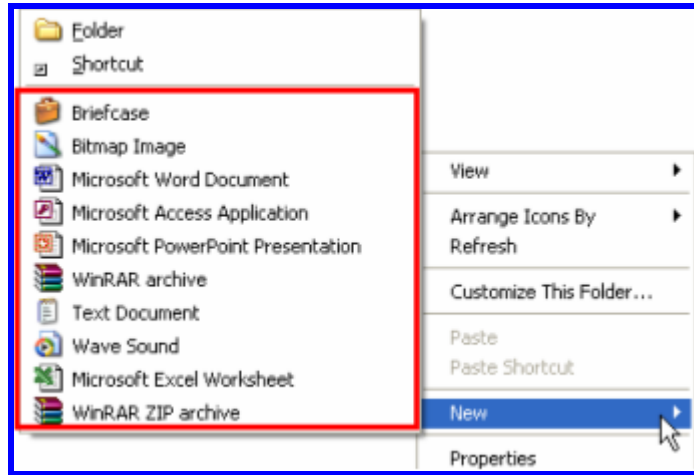 Folder
Shortcut
Briefcase
Bitmap Image
Microsoft Word Document
Microsoft Access Application
Microsoft PowerPoint Presentation
WinRAR archive
Text Document
Wave Sound
Microsoft Excel Worksheet
WinRAR ZIP archive
View
Arrange Icons By
Refresh
Customize This Folder...
Paste
Paste Shortcut
New
Properties